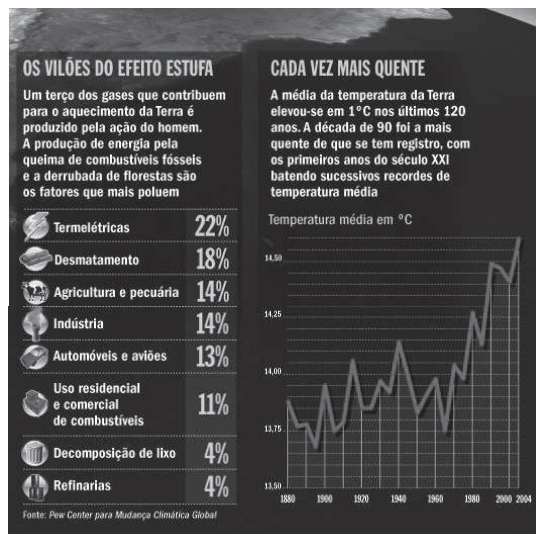 OS VILÕES DO EFEITO ESTUFA
Um terço dos gases que contribuem
para o aquecimento da Terra é
produzido pela ação do homem.
A produção de energia pela
queima de combustíveis fósseis
e a derrubada de florestas são
os fatores que mais poluem
Termelétricas 22%
Desmatamento 18%
Agricultura e pecuária 14%
Indústria 14%
Automóveis e aviões 13%
Uso residencial
e comercial
de combustíveis 11%
Decomposição de lixo 4%
Refinarias 4%
Fonte: Pew Center para Mudança Climática Global
CADA VEZ MAIS QUENTE
A média da temperatura da Terra
elevou-se em 1°C nos últimos 120
anos. A década de 90 foi a mais
quente de que se tem registro, com
os primeiros anos do século XXI
batendo sucessivos recordes de
temperatura média
Temperatura média em °C
14,50
14,25
14,00
13,75
13,50
1880 1900 1920 1940 1960 1980 2000 2004